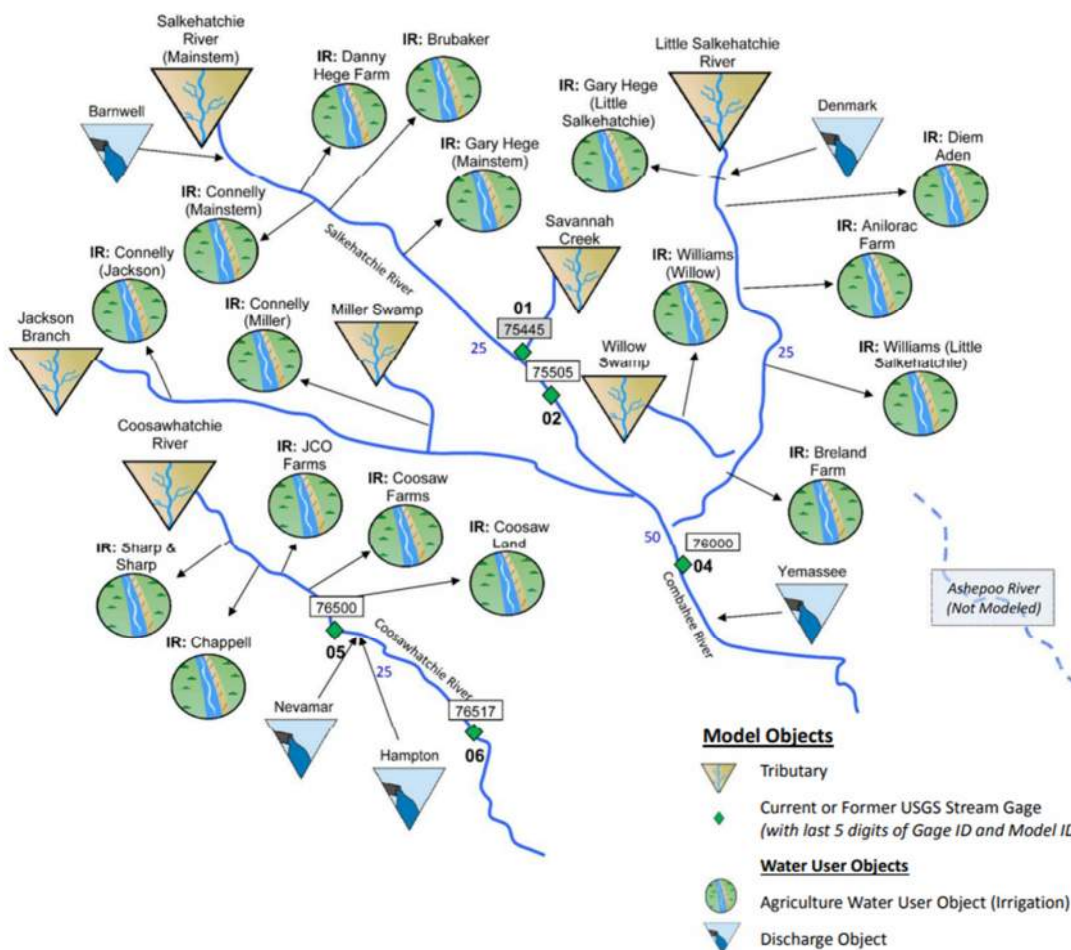 Salkehatchie
River
(Mainstem)
IR: Danny
Hege Farm
IR: Brubaker
Little Salkehatchie
River
Barnwell
IR: Gary Hege
(Little
Salkehatchie)
Denmark
IR: Diem
Aden
IR: Gary Hege
(Mainstem)
IR: Connelly
(Mainstem)
Salkehatchie River
Savannah
Creek
IR: Anilorac
Farm
IR: Connelly
(Jackson)
IR: Williams
(Willow)
IR: Connelly
(Miller)
Miller Swamp
01
75445
Jackson
Branch
25
25
Willow
Swamp
IR: Williams (Little
Salkehatchie)
75505
02
Coosawhatchie
River
IR: JCO
Farms
IR: Coosaw
Farms
IR: Breland
Farm
IR: Coosaw
Land
50
76000
04
IR: Sharp &
Sharp
Yemassee
Ashepoo River
(Not Modeled)
76500
05
Combahee River
IR: Chappell
Coosawhatchie River
25
Nevamar
76517
06
Hampton
Model Objects
Tributary
Current or Former USGS Stream Gage
(with last 5 digits of Gage ID and Model ID
Water User Objects
Agriculture Water User Object (Irrigation)
Discharge Object